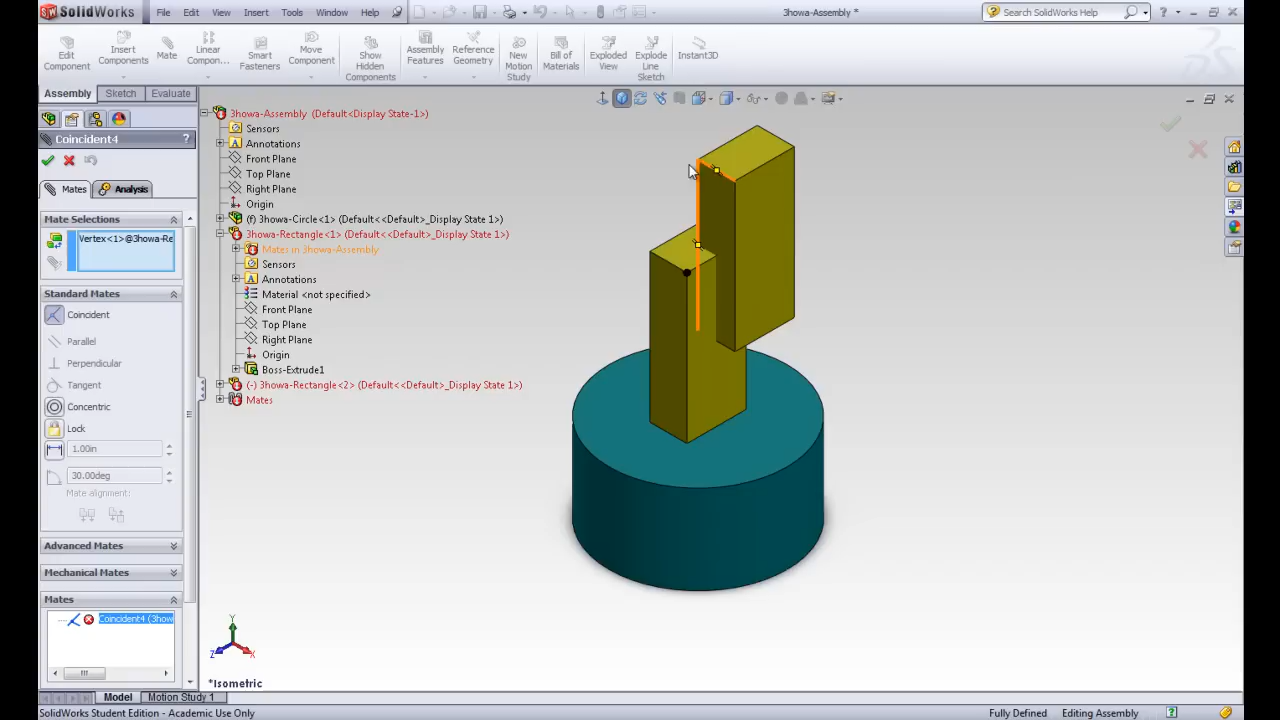 SW SolidWorks File Edit View Insert Tools Window Help 3howa-Assembly * Search SolidWorks Help
Edit Component
Insert Components
Mate
Linear Compon...
Smart Fasteners
Move Component
Show Hidden Components
Assembly Features
Reference Geometry
New Motion Study
Bill of Materials
Exploded View
Explode Line Sketch
Instant3D
Assembly Sketch Evaluate
Coincident4 ?
Mates Analysis
Mate Selections
Vertex<1>@3howa-Re
Standard Mates
Coincident
Parallel
Perpendicular
Tangent
Concentric
Lock
1.00in
30.00deg
Mate alignment:
Advanced Mates
Mechanical Mates
Mates
Coincident4 (3how
3howa-Assembly (Default<Display State-1>)
Sensors
Annotations
Front Plane
Top Plane
Right Plane
Origin
(f) 3howa-Circle<1> (Default<<Default>_Display State 1>)
3howa-Rectangle<1> (Default<<Default>_Display State 1>)
Mates in 3howa-Assembly
Sensors
Annotations
Material <not specified>
Front Plane
Top Plane
Right Plane
Origin
Boss-Extrude1
(-) 3howa-Rectangle<2> (Default<<Default>_Display State 1>)
Mates
Y
Z X
*Isometric
Model Motion Study 1
SolidWorks Student Edition - Academic Use Only Fully Defined Editing Assembly